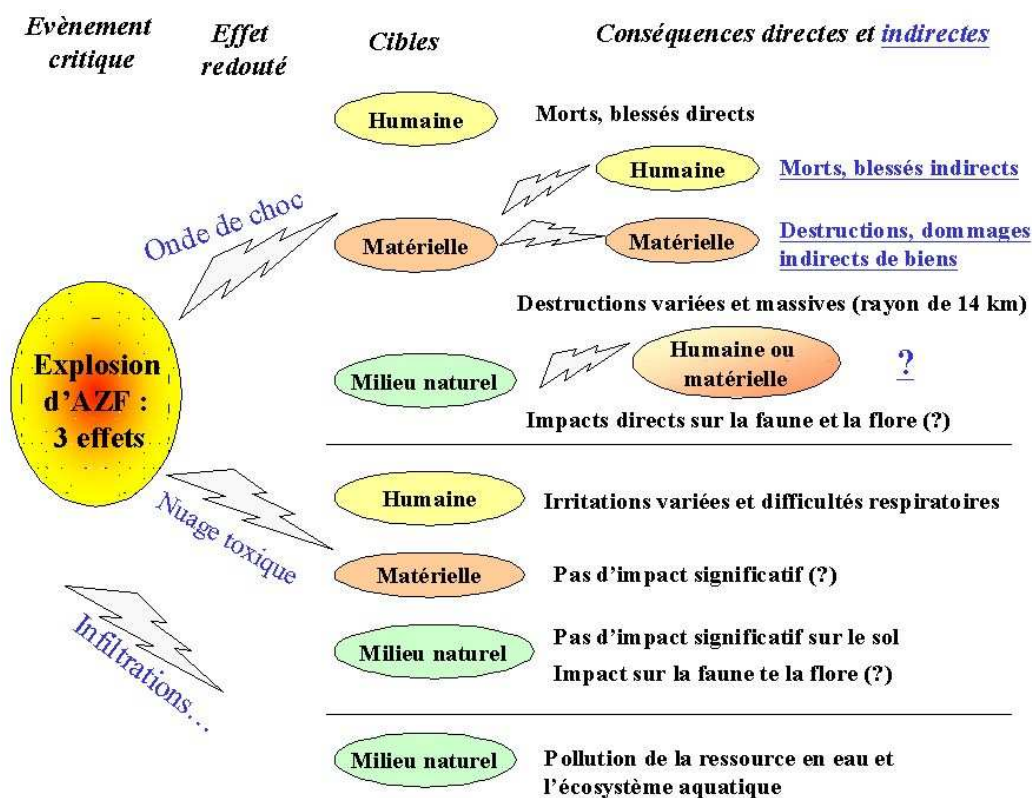 Evènement
critique
Effet
redouté
Cibles
Conséquences directes et indirectes
Humaine
Morts, blessés directs
Humaine
Morts, blessés indirects
Onde de choc
Matérielle
Matérielle
Destructions, dommages
indirects de biens
Destructions variées et massives (rayon de 14 km)
Explosion
d'AZF :
3 effets
Milieu naturel
Humaine ou
matérielle
?
Impacts directs sur la faune et la flore (?)
Nuage toxique
Humaine
Irritations variées et difficultés respiratoires
Matérielle
Pas d'impact significatif (?)
Infiltrations...
Milieu naturel
Pas d'impact significatif sur le sol
Impact sur la faune te la flore (?)
Milieu naturel
Pollution de la ressource en eau et
l'écosystème aquatique